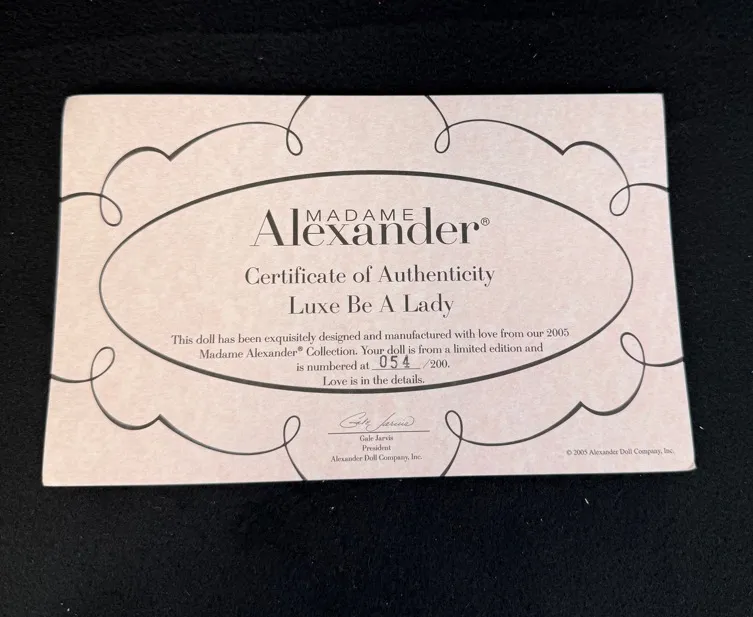 MADAME
Alexander®
Certificate of Authenticity
Luxe Be A Lady
This doll has been exquisitely designed and manufactured with love from our 2005
Madame Alexander® Collection. Your doll is from a limited edition and
is numbered at 054 /200.
Love is in the details.
Gale Jarvis
Gale Jarvis
President
Alexander Doll Company, Inc.
© 2005 Alexander Doll Company, Inc.